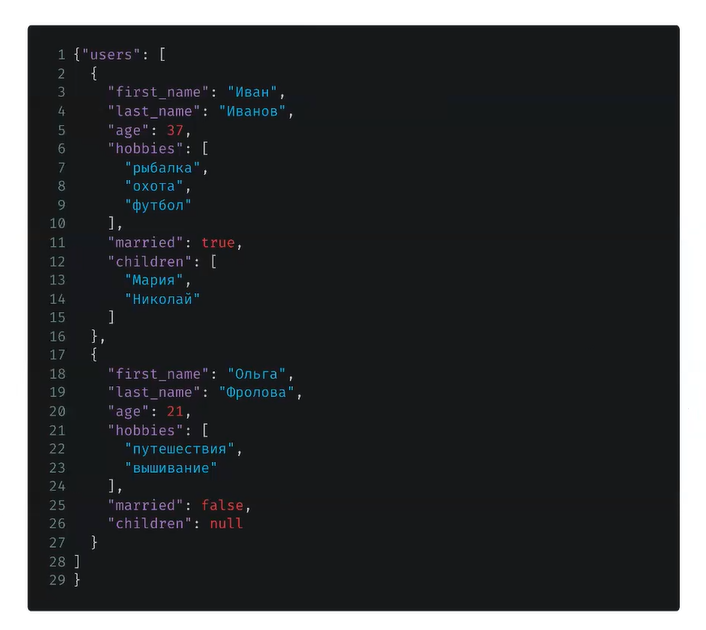 1 {"users": [
2   {
3     "first_name": "Иван",
4     "last_name": "Иванов",
5     "age": 37,
6     "hobbies": [
7       "рыбалка",
8       "охота",
9       "футбол"
10     ],
11     "married": true,
12     "children": [
13       "Мария",
14       "Николай"
15     ]
16   },
17   {
18     "first_name": "Ольга",
19     "last_name": "Фролова",
20     "age": 21,
21     "hobbies": [
22       "путешествия",
23       "вышивание"
24     ],
25     "married": false,
26     "children": null
27   }
28 ]
29 }